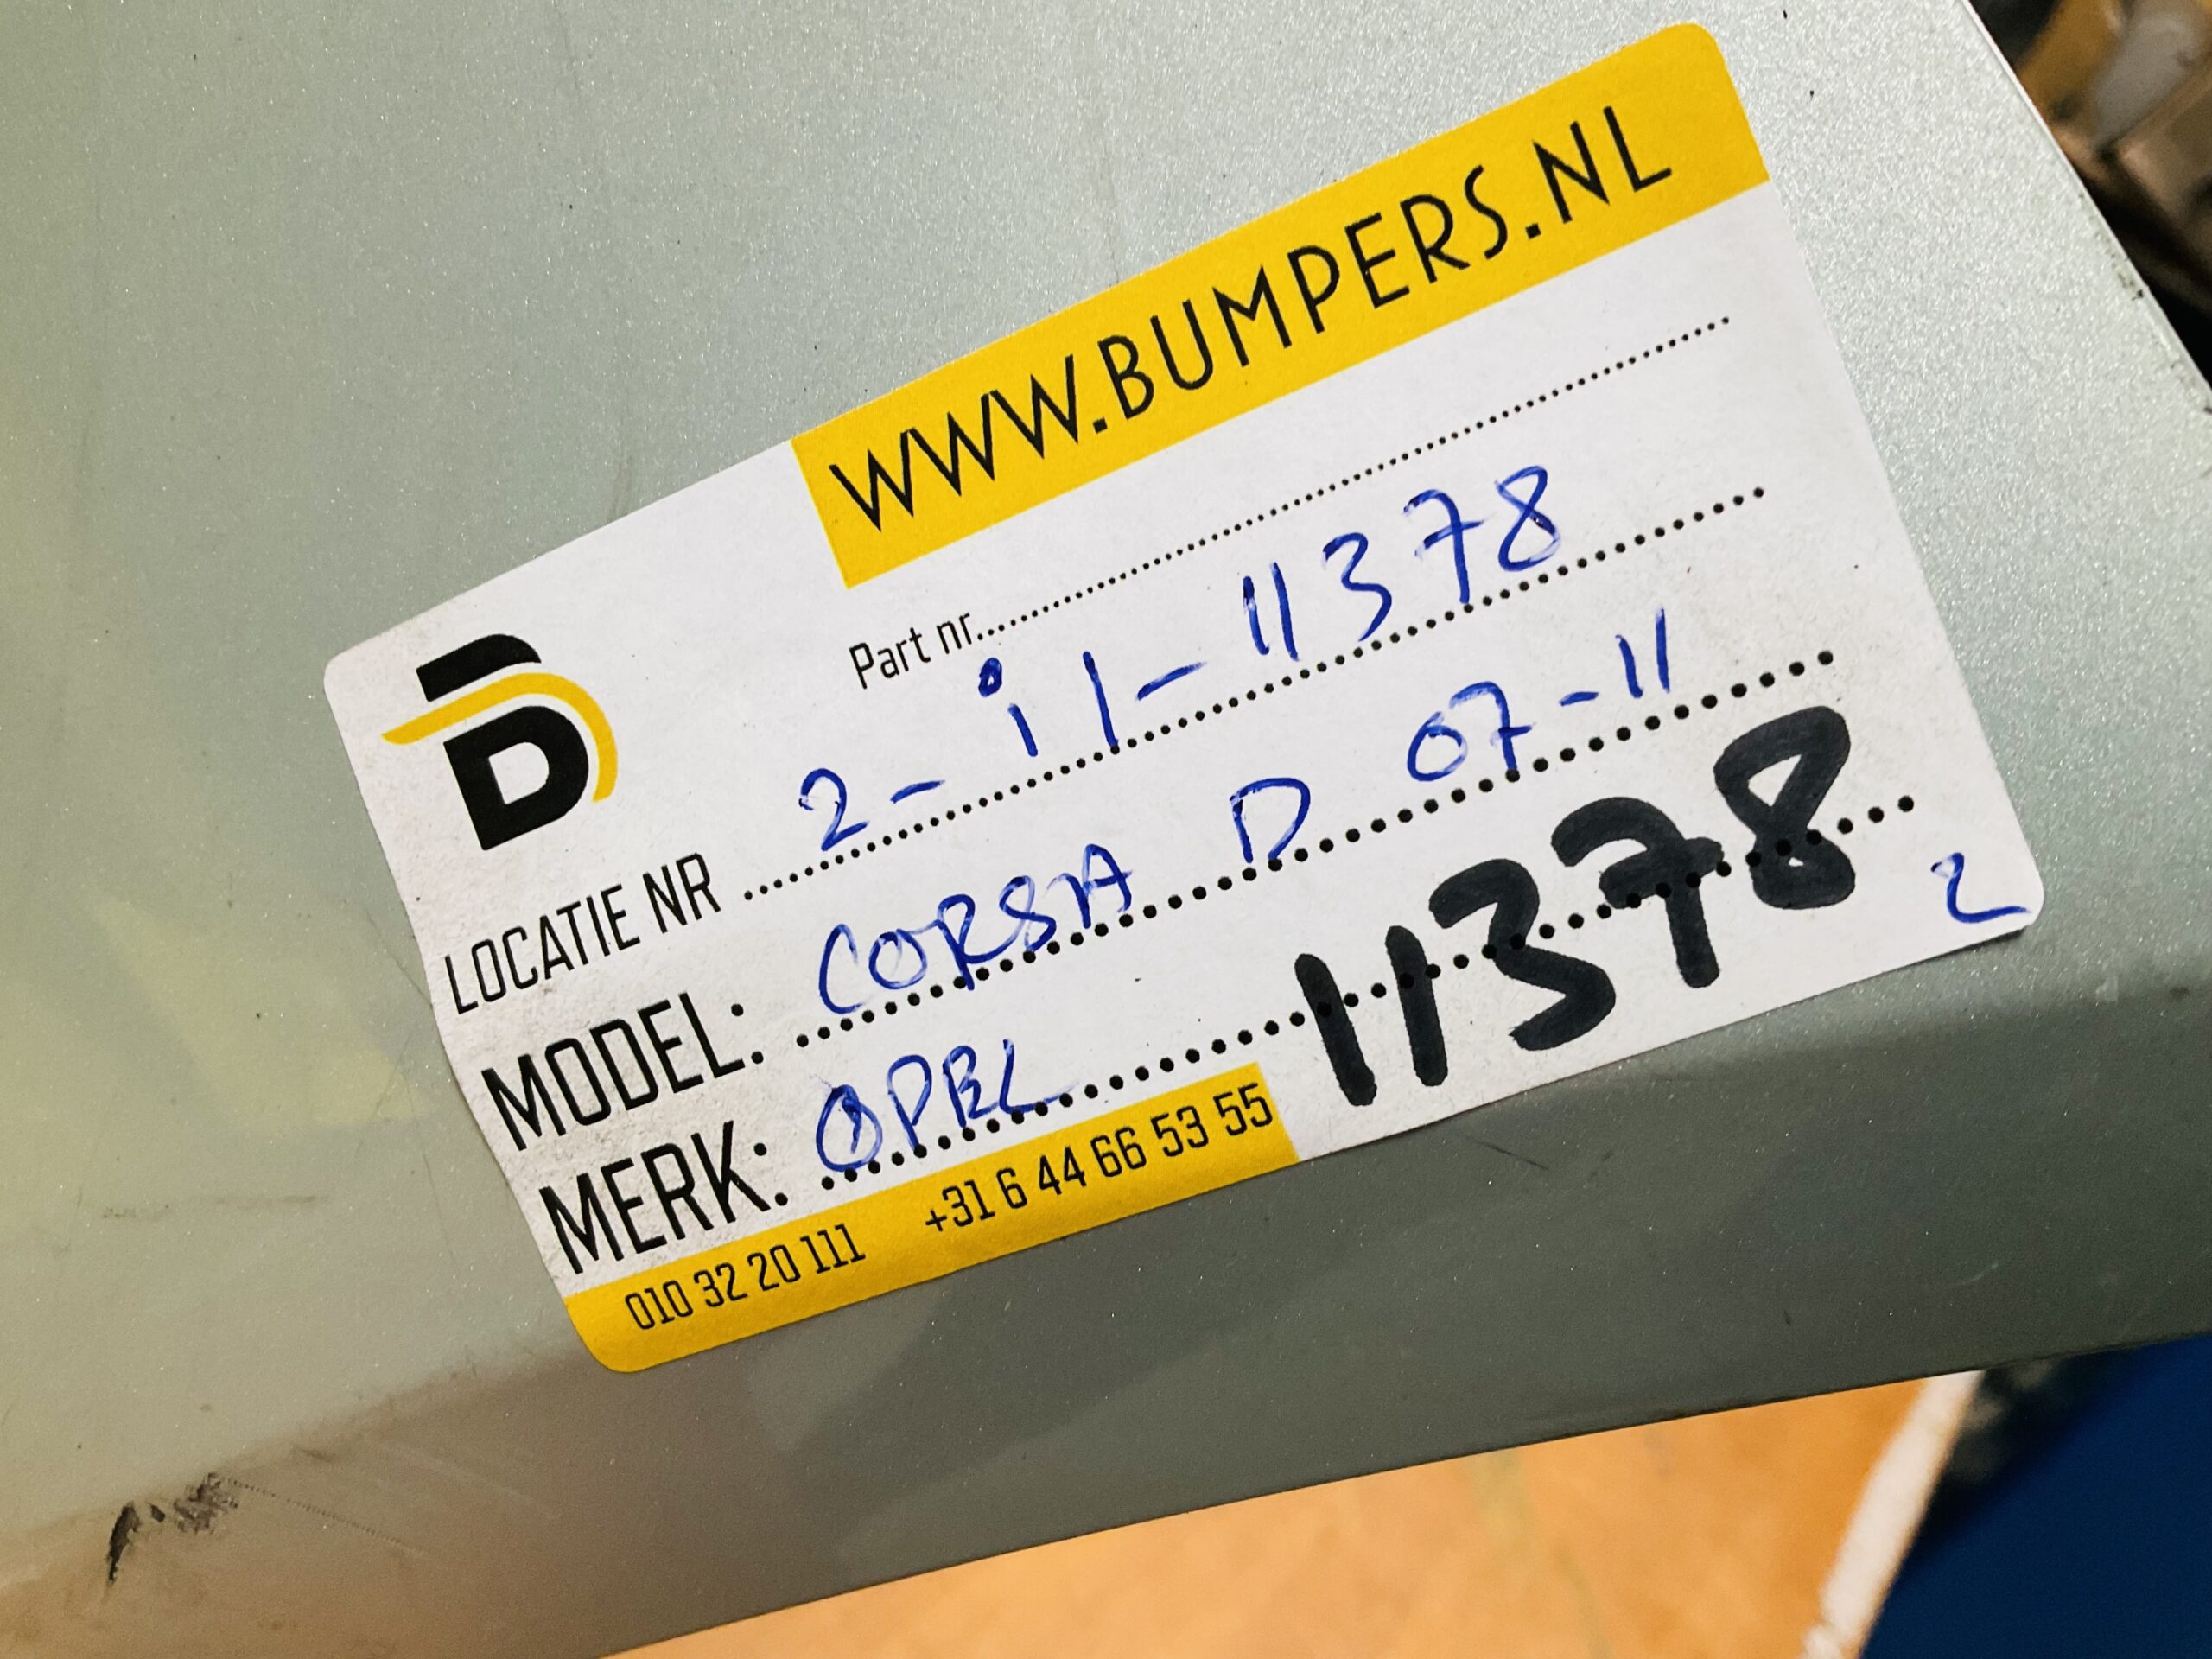 WWW.BUMPERS.NL
Part nr..........
B
LOCATIE NR 2-i1-11378
MODEL: CORSA D 07-11
MERK: OPEL 11378
2
010 32 20 111 +31 6 44 66 53 55